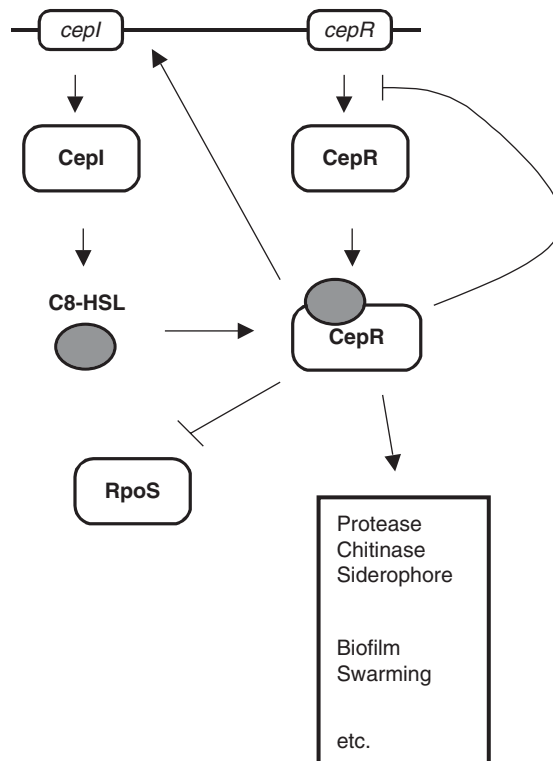 cepI
cepR
CepI
CepR
C8-HSL
CepR
RpoS
Protease
Chitinase
Siderophore
Biofilm
Swarming
etc.